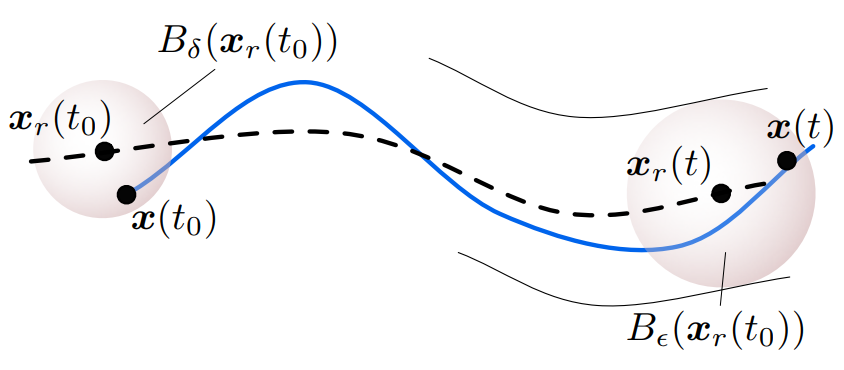 B_δ(x_r(t_0))
x_r(t_0)
x(t_0)
x(t)
x_r(t)
B_ϵ(x_r(t_0))